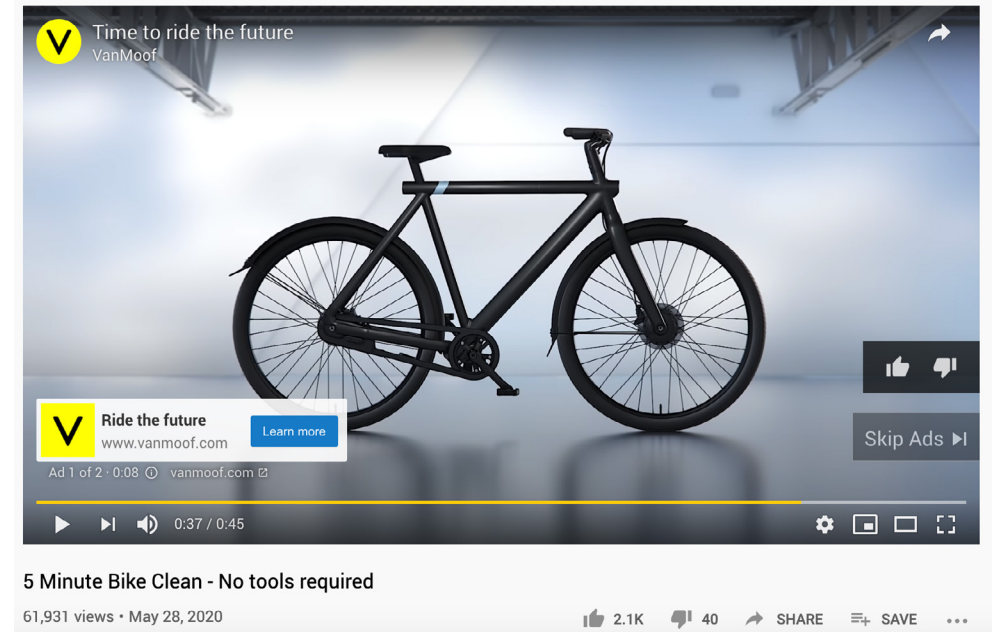 V
Time to ride the future
VanMoof
V
Ride the future
www.vanmoof.com
Learn more
Skip Ads
Ad 1 of 2 · 0:08 vanmoof.com
0:37 / 0:45
5 Minute Bike Clean - No tools required
61,931 views • May 28, 2020
2.1K 40 SHARE SAVE